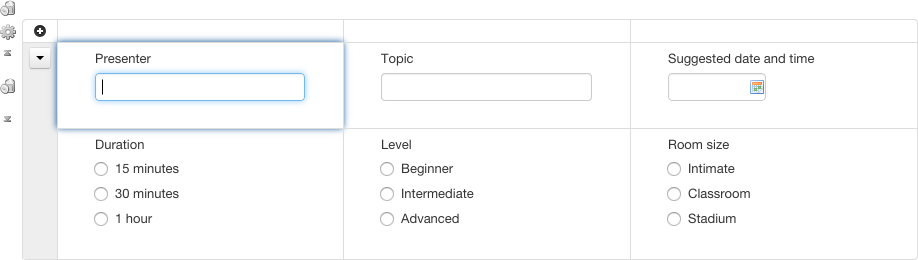 Presenter
Topic
Suggested date and time
Duration
15 minutes
30 minutes
1 hour
Level
Beginner
Intermediate
Advanced
Room size
Intimate
Classroom
Stadium